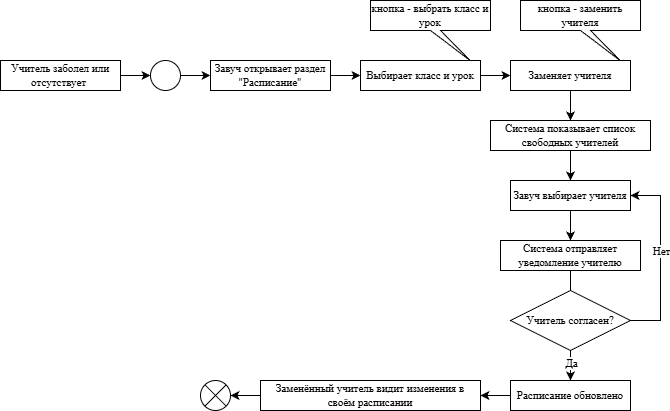 кнопка - выбрать класс и
урок
кнопка - заменить
учителя
Учитель заболел или
отсутствует
Завуч открывает раздел
"Расписание"
Выбирает класс и урок
Заменяет учителя
Система показывает список
свободных учителей
Завуч выбирает учителя
Система отправляет
уведомление учителю
Нет
Учитель согласен?
Да
Заменённый учитель видит изменения в
своём расписании
Расписание обновлено